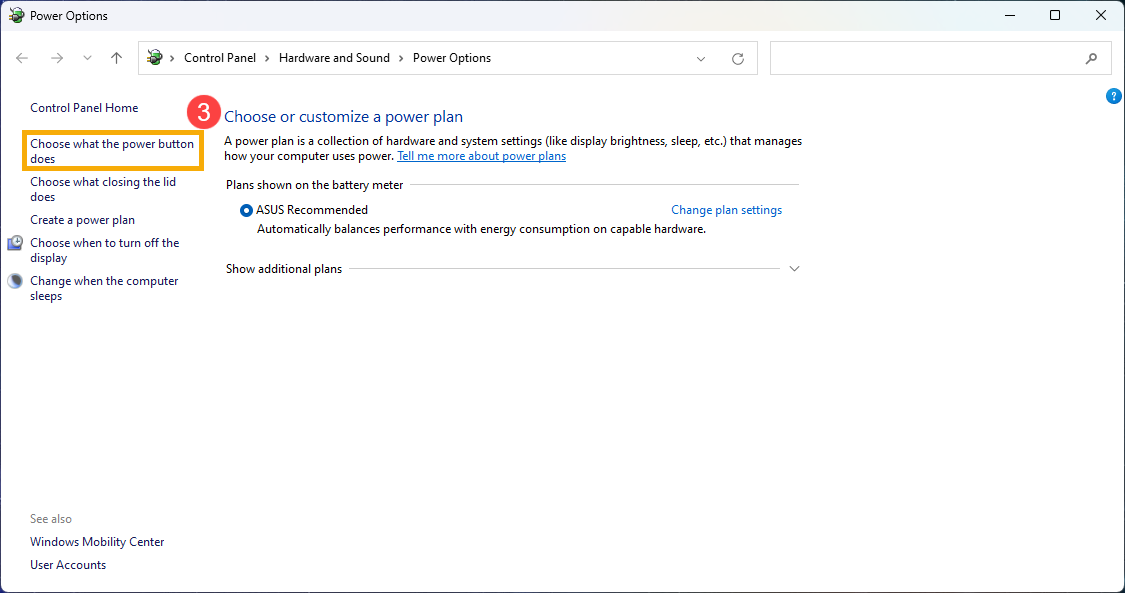 Power Options
Control Panel > Hardware and Sound > Power Options
?
Control Panel Home
3
Choose what the power button
does
Choose what closing the lid
does
Create a power plan
Choose when to turn off the
display
Change when the computer
sleeps
Choose or customize a power plan
A power plan is a collection of hardware and system settings (like display brightness, sleep, etc.) that manages
how your computer uses power. Tell me more about power plans
Plans shown on the battery meter
ASUS Recommended Change plan settings
Automatically balances performance with energy consumption on capable hardware.
Show additional plans
See also
Windows Mobility Center
User Accounts